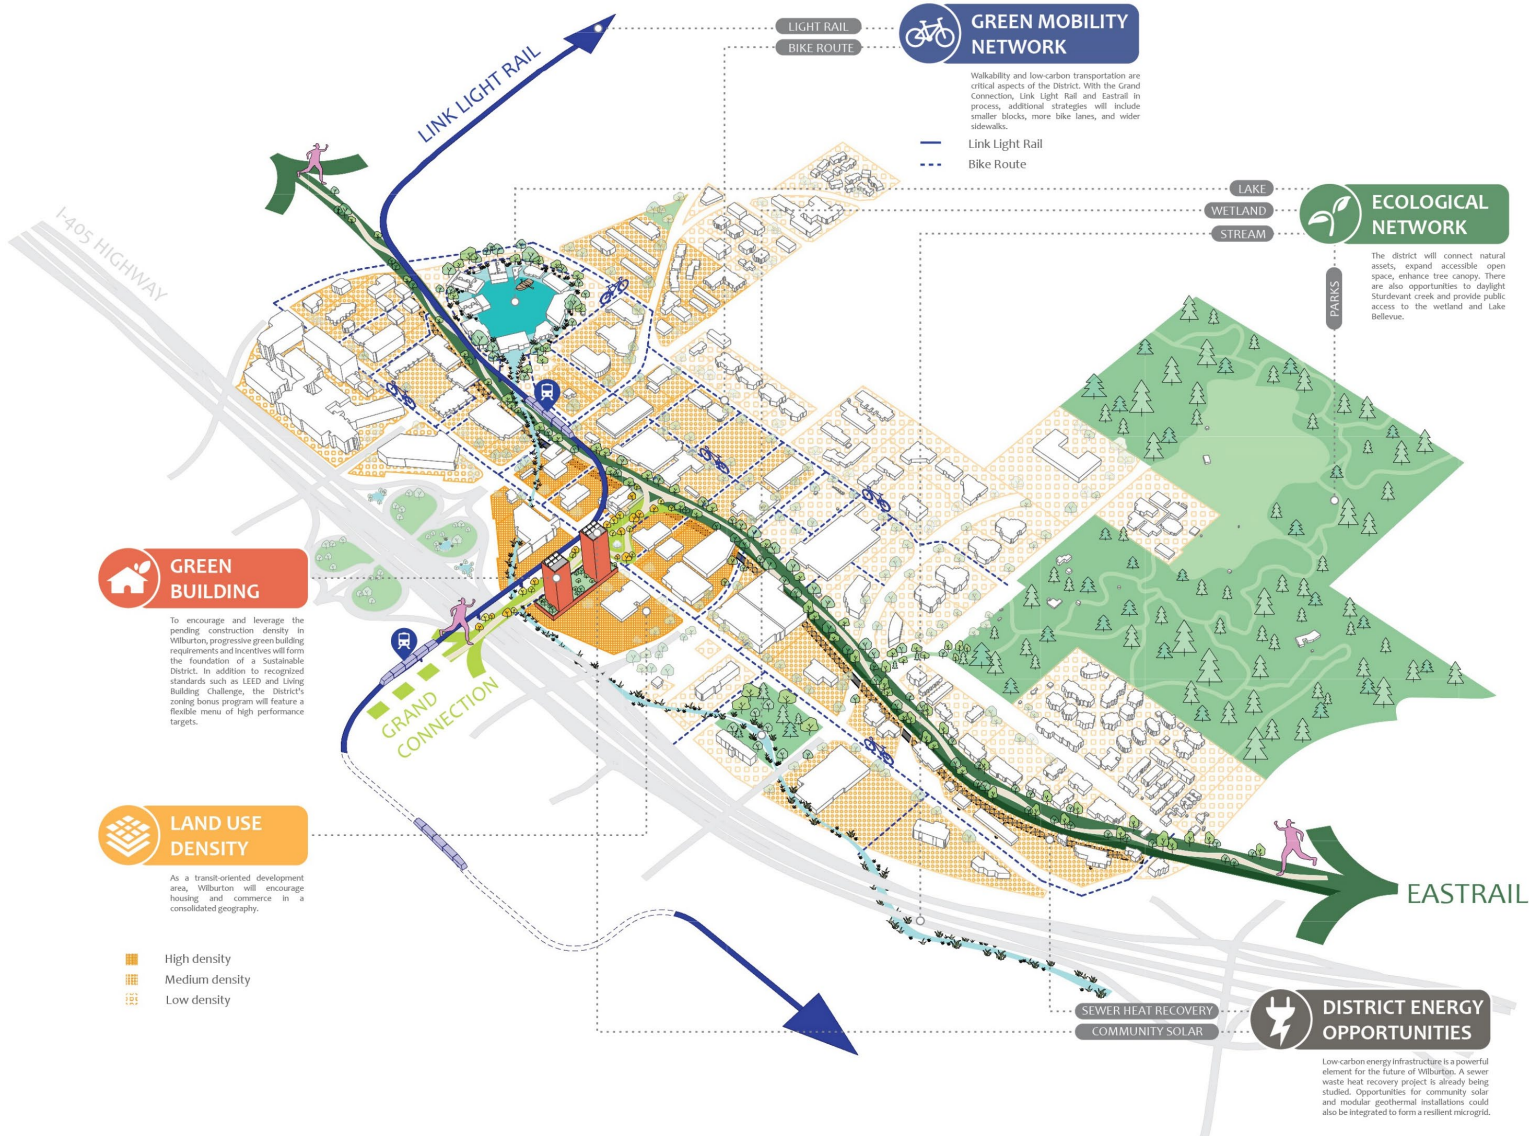 LIGHT RAIL
BIKE ROUTE
GREEN MOBILITY
NETWORK
Walkability and low-carbon transportation are
critical aspects of the District. With the Grand
Connection, Link Light Rail and Eastrail in
process, additional strategies will include
smaller blocks, more bike lanes, and wider
sidewalks.
Link Light Rail
Bike Route
LINK LIGHT RAIL
I-405 HIGHWAY
LAKE
WETLAND
STREAM
PARKS
ECOLOGICAL
NETWORK
The district will connect natural
assets, expand accessible open
space, enhance tree canopy. There
are also opportunities to daylight
Sturdevant creek and provide public
access to the wetland and Lake
Bellevue.
GREEN
BUILDING
To encourage and leverage the
pending construction density in
Wilburton, progressive green building
requirements and incentives will form
the foundation of a Sustainable
District. In addition to recognized
standards such as LEED and Living
Building Challenge, the District's
zoning bonus program will feature a
flexible menu of high performance
targets.
GRAND
CONNECTION
LAND USE
DENSITY
As a transit-oriented development
area, Wilburton will encourage
housing and commerce in a
consolidated geography.
High density
Medium density
Low density
EASTRAIL
SEWER HEAT RECOVERY
COMMUNITY SOLAR
DISTRICT ENERGY
OPPORTUNITIES
Low-carbon energy infrastructure is a powerful
element for the future of Wilburton. A sewer
waste heat recovery project is already being
studied. Opportunities for community solar
and modular geothermal installations could
also be integrated to form a resilient microgrid.